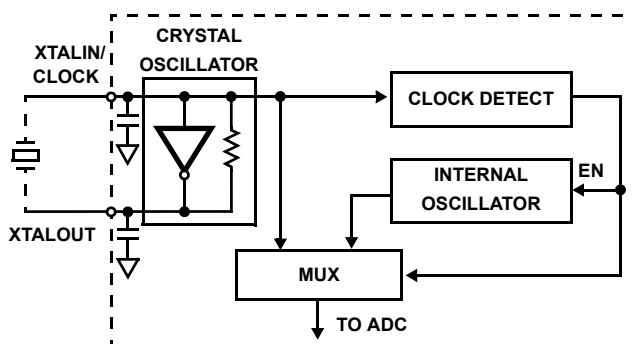 CRYSTAL
OSCILLATOR
XTALIN/
CLOCK
CLOCK DETECT
INTERNAL
OSCILLATOR
EN
XTALOUT
MUX
TO ADC